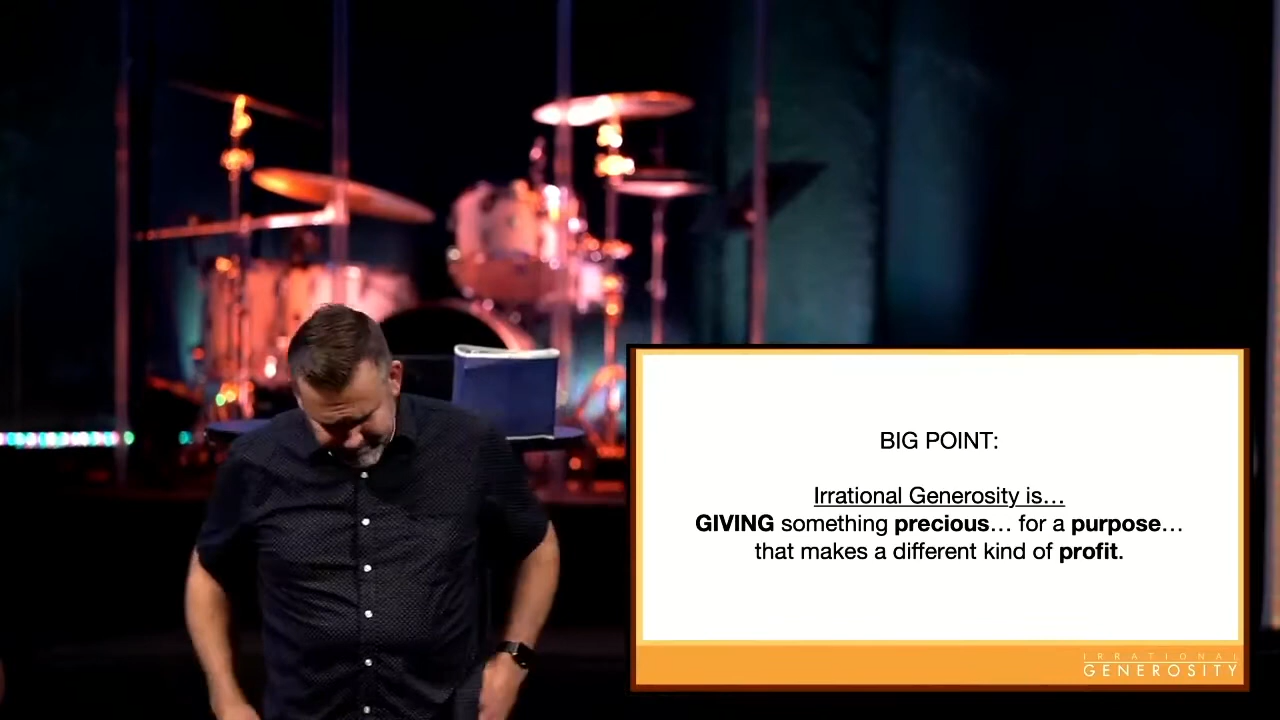 BIG POINT:
Irrational Generosity is…
GIVING something precious… for a purpose…
that makes a different kind of profit.
IRRATIONAL
GENEROSITY